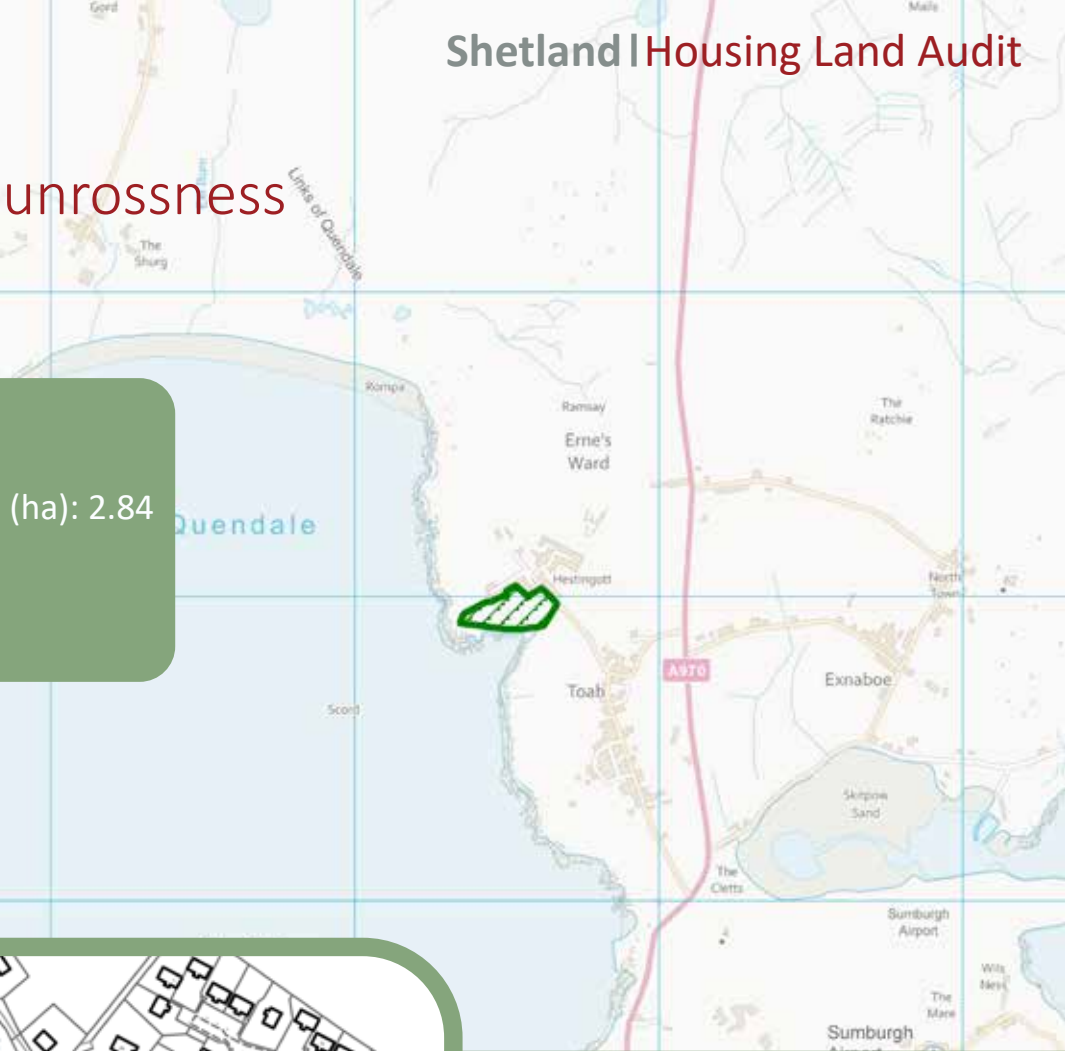 Gord
Mails
Shetland|Housing Land Audit
unrossness
Links of Quendale
The
Shurg
Rompa
Ramsay
Erne's
Ward
The
Ratchie
(ha): 2.84
Quendale
Hestingott
North
Town
A970
Toab
Exnaboe
Scord
Skitpow
Sand
The
Cletts
Sumburgh
Airport
Wils
Ness
The
Mare
Sumburgh